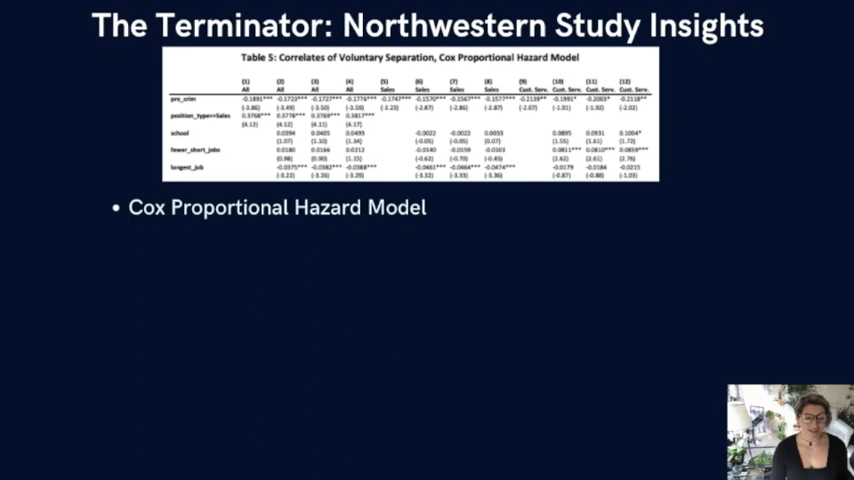 The Terminator: Northwestern Study Insights
Table 5: Correlates of Voluntary Separation, Cox Proportional Hazard Model
(1) (2) (3) (4) (5) (6) (7) (8) (9) (10) (11) (12)
All All All All Sales Sales Sales Sales Cust. Serv. Cust. Serv. Cust. Serv. Cust. Serv.
pre_crim -0.1891*** -0.1723*** -0.1727*** -0.1776*** -0.1747*** -0.1570*** -0.1567*** -0.1577*** -0.2139** -0.1991* -0.2003* -0.2118**
(-3.86) (-3.49) (-3.50) (-3.59) (-3.23) (-2.87) (-2.86) (-2.87) (-2.07) (-1.91) (-1.92) (-2.02)
position_type==Sales 0.3768*** 0.3778*** 0.3769*** 0.3817***
(4.12) (4.12) (4.11) (4.17)
school 0.0394 0.0405 0.0493 -0.0022 -0.0022 0.0033 0.0895 0.0931 0.1004*
(1.07) (1.10) (1.34) (-0.05) (-0.05) (0.07) (1.55) (1.61) (1.72)
fewer_short_jobs 0.0180 0.0166 0.0212 -0.0140 -0.0159 -0.0103 0.0811*** 0.0810*** 0.0859***
(0.98) (0.90) (1.15) (-0.62) (-0.70) (-0.45) (2.62) (2.61) (2.76)
longest_job -0.0375*** -0.0382*** -0.0388*** -0.0461*** -0.0464*** -0.0474*** -0.0179 -0.0184 -0.0215
(-3.22) (-3.26) (-3.32) (-3.33) (-3.36) (-0.87) (-0.88) (-1.03)
• Cox Proportional Hazard Model